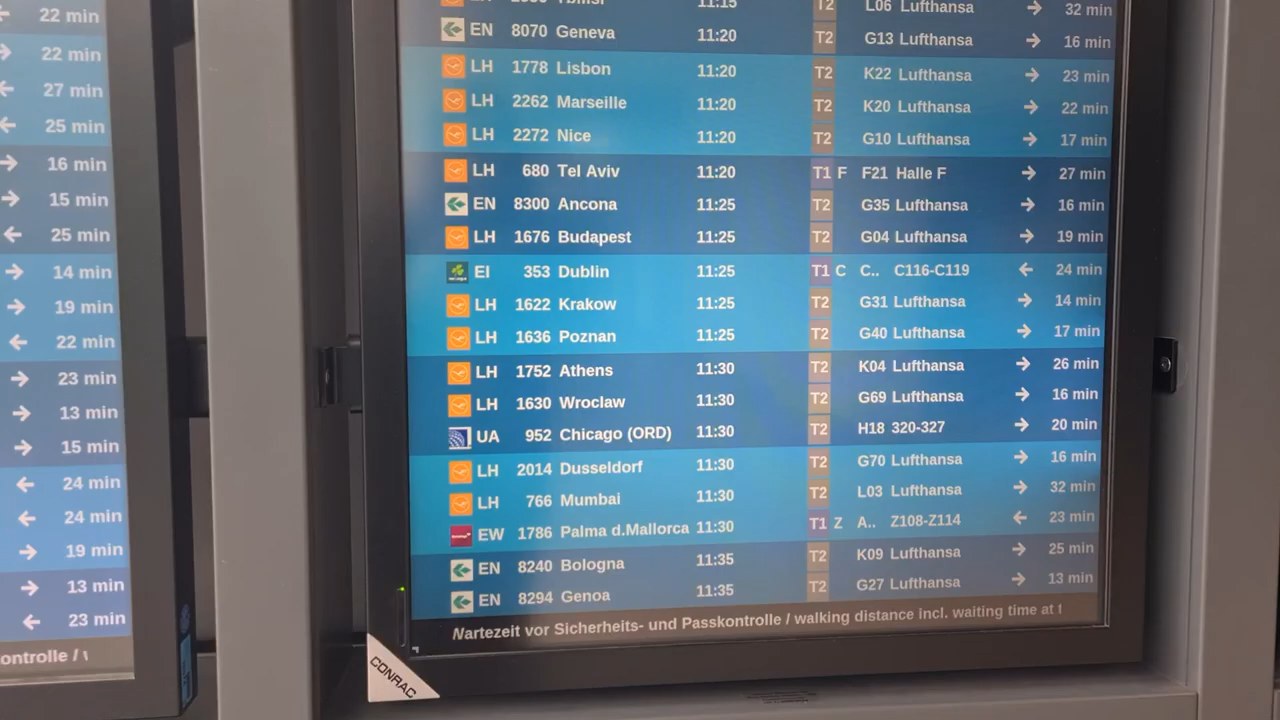 22 min
22 min
27 min
25 min
16 min
15 min
25 min
14 min
19 min
22 min
23 min
13 min
15 min
24 min
24 min
19 min
13 min
23 min
ontrolle /
Tbilisi 11:15 T2 L06 Lufthansa → 32 min
EN 8070 Geneva 11:20 T2 G13 Lufthansa → 16 min
LH 1778 Lisbon 11:20 T2 K22 Lufthansa → 23 min
LH 2262 Marseille 11:20 T2 K20 Lufthansa → 22 min
LH 2272 Nice 11:20 T2 G10 Lufthansa → 17 min
LH 680 Tel Aviv 11:20 T1 F F21 Halle F → 27 min
EN 8300 Ancona 11:25 T2 G35 Lufthansa → 16 min
LH 1676 Budapest 11:25 T2 G04 Lufthansa → 19 min
EI 353 Dublin 11:25 T1 C C.. C116-C119 ← 24 min
LH 1622 Krakow 11:25 T2 G31 Lufthansa → 14 min
LH 1636 Poznan 11:25 T2 G40 Lufthansa → 17 min
LH 1752 Athens 11:30 T2 K04 Lufthansa → 26 min
LH 1630 Wroclaw 11:30 T2 G69 Lufthansa → 16 min
UA 952 Chicago (ORD) 11:30 T2 H18 320-327 → 20 min
LH 2014 Dusseldorf 11:30 T2 G70 Lufthansa → 16 min
LH 766 Mumbai 11:30 T2 L03 Lufthansa → 32 min
EW 1786 Palma d.Mallorca 11:30 T1 Z A.. Z108-Z114 ← 23 min
EN 8240 Bologna 11:35 T2 K09 Lufthansa → 25 min
EN 8294 Genoa 11:35 T2 G27 Lufthansa → 13 min
Wartezeit vor Sicherheits- und Passkontrolle / walking distance incl. waiting time at
CONRAC